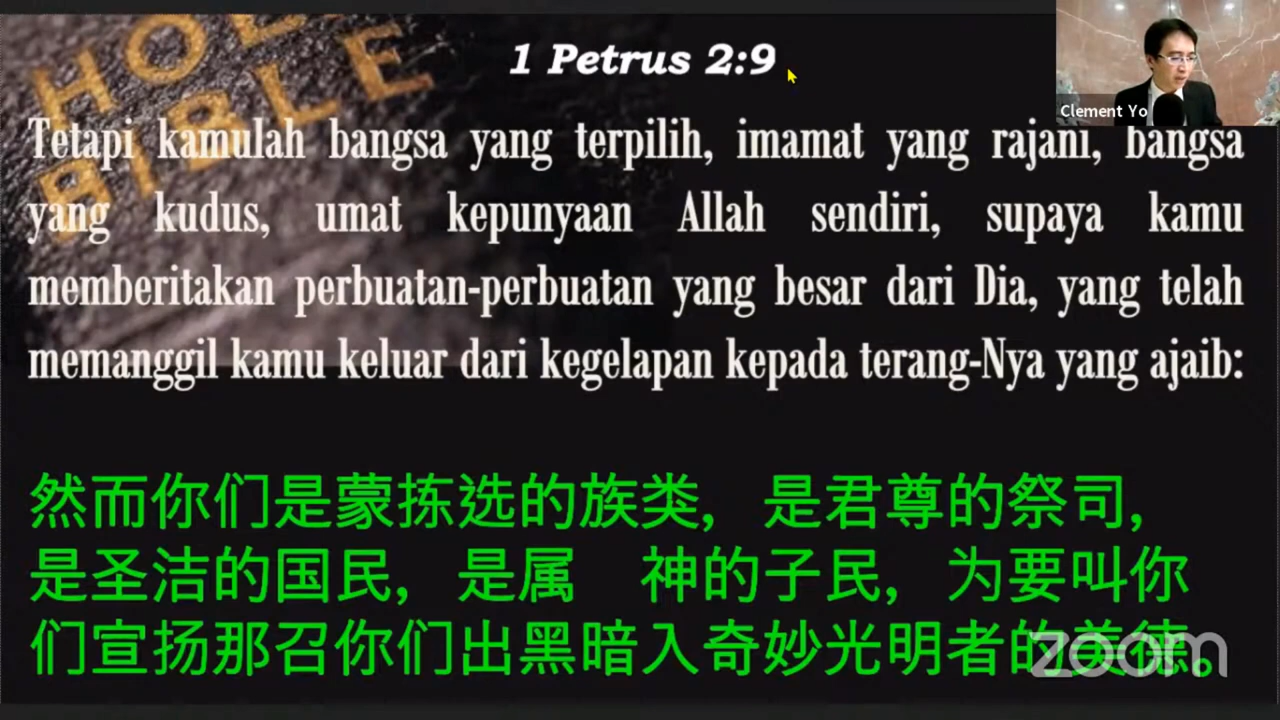 HOLY
BIBLE
1 Petrus 2:9
Clement Yo
Tetapi kamulah bangsa yang terpilih, imamat yang rajani, bangsa
yang kudus, umat kepunyaan Allah sendiri, supaya kamu
memberitakan perbuatan-perbuatan yang besar dari Dia, yang telah
memanggil kamu keluar dari kegelapan kepada terang-Nya yang ajaib:
然而你们是蒙拣选的族类，是君尊的祭司，
是圣洁的国民，是属　神的子民，为要叫你
们宣扬那召你们出黑暗入奇妙光明者的美德。
zoom